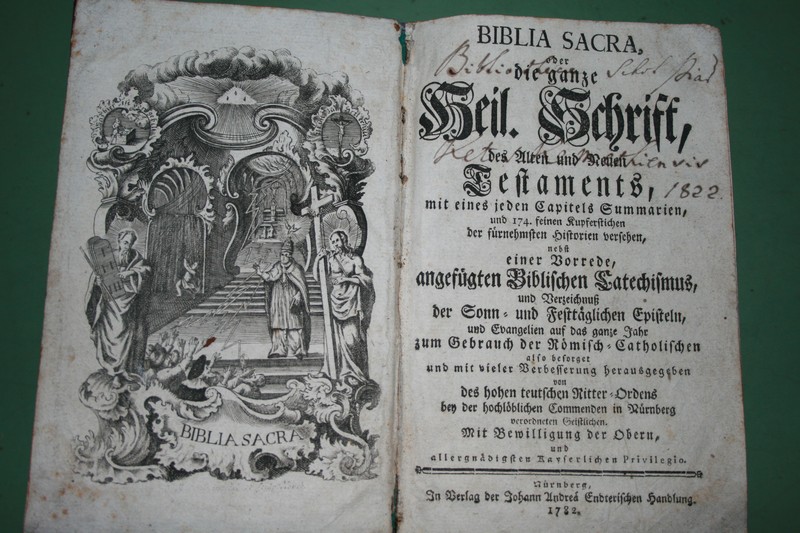 BIBLIA SACRA
BIBLIA SACRA,
oder
die ganze
Heil. Schrift,
des Alten und Neuen
Testaments,
1822
mit eines jeden Capitels Summarien,
und 174. feinen Kupferstichen
der fürnehmsten Historien versehen,
nebst
einer Vorrede,
angefügten Biblischen Catechismus,
und Verzeichnuß
der Sonn- und Festtäglichen Episteln,
und Evangelien auf das ganze Jahr
zum Gebrauch der Römisch-Catholischen
also besorget
und mit vieler Verbesserung herausgegeben
von
des hohen teutschen Ritter-Ordens
bey der hochlöblichen Commenden in Nürnberg
verordneten Geistlichen.
Mit Bewilligung der Obern,
und
allergnädigsten Kayserlichen Privilegio.
Nürnberg,
In Verlag der Johann Andreä Endterischen Handlung.
1782.